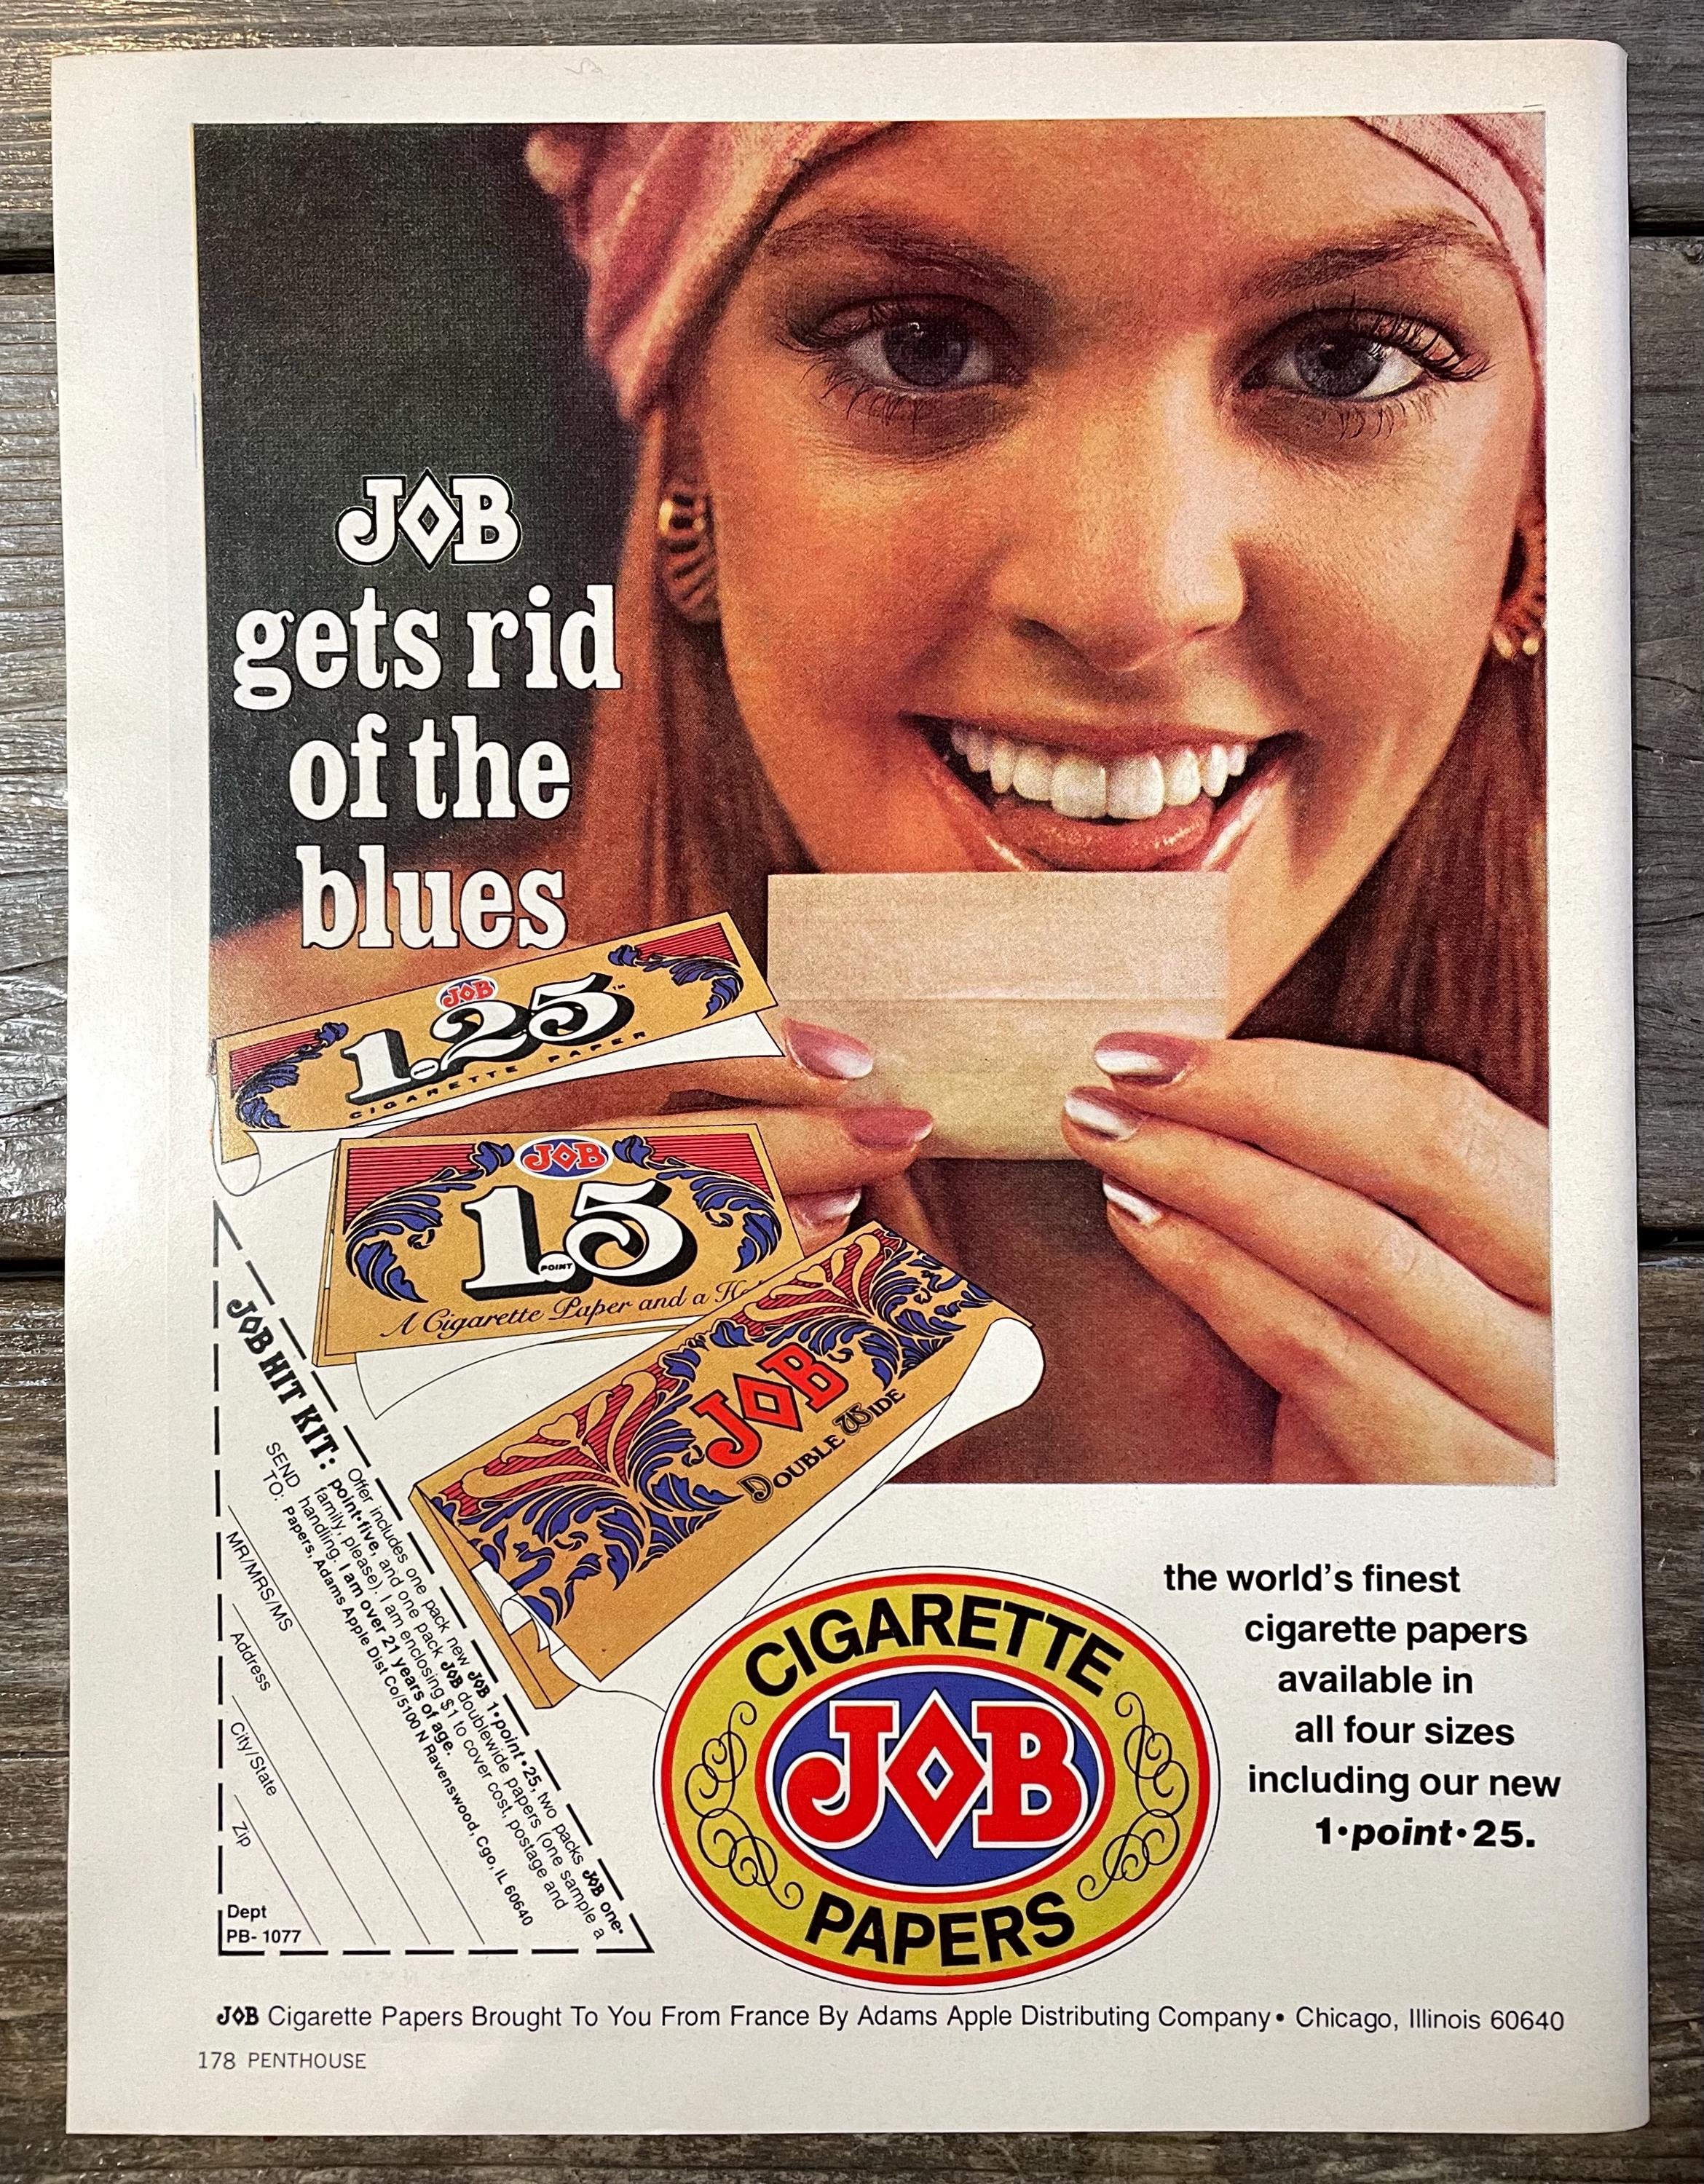 JOB
gets rid
of the
blues
JOB
1.25™
POINT
CIGARETTE PAPER
JOB
1.5
POINT
A Cigarette Paper and a
JOB
DOUBLE WIDE
JOB HIT KIT:
Offer includes one pack new JOB 1•point•25, two packs JOB one•
point•five, and one pack JOB doublewide papers (one sample a
family, please). I am enclosing $1 to cover cost, postage and
handling. I am over 21 years of age.
SEND
TO: Papers, Adams Apple Dist Co/5100 N Ravenswood, Cgo, IL 60640
MR/MRS/MS
Address
City/State
Zip
Dept
PB- 1077
CIGARETTE
JOB
PAPERS
the world's finest
cigarette papers
available in
all four sizes
including our new
1•point•25.
JOB Cigarette Papers Brought To You From France By Adams Apple Distributing Company• Chicago, Illinois 60640
178 PENTHOUSE